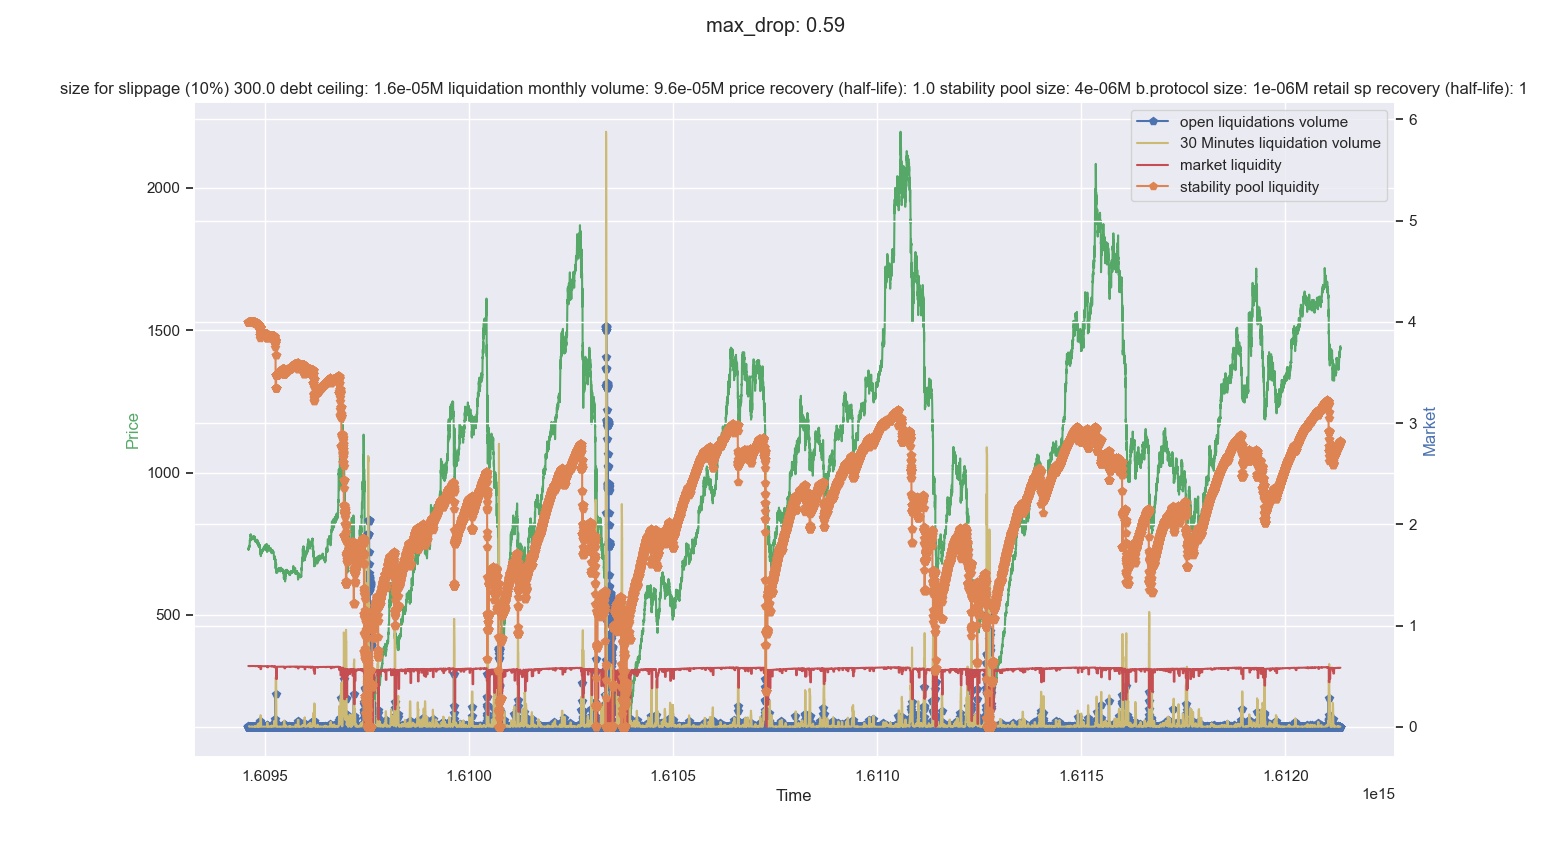 max_drop: 0.59
size for slippage (10%) 300.0 debt ceiling: 1.6e-05M liquidation monthly volume: 9.6e-05M price recovery (half-life): 1.0 stability pool size: 4e-06M b.protocol size: 1e-06M retail sp recovery (half-life): 1
open liquidations volume
30 Minutes liquidation volume
market liquidity
stability pool liquidity
2000
1500
1000
500
Price
6
5
4
3
2
1
0
Market
1.6095 1.6100 1.6105 1.6110 1.6115 1.6120
Time
1e15